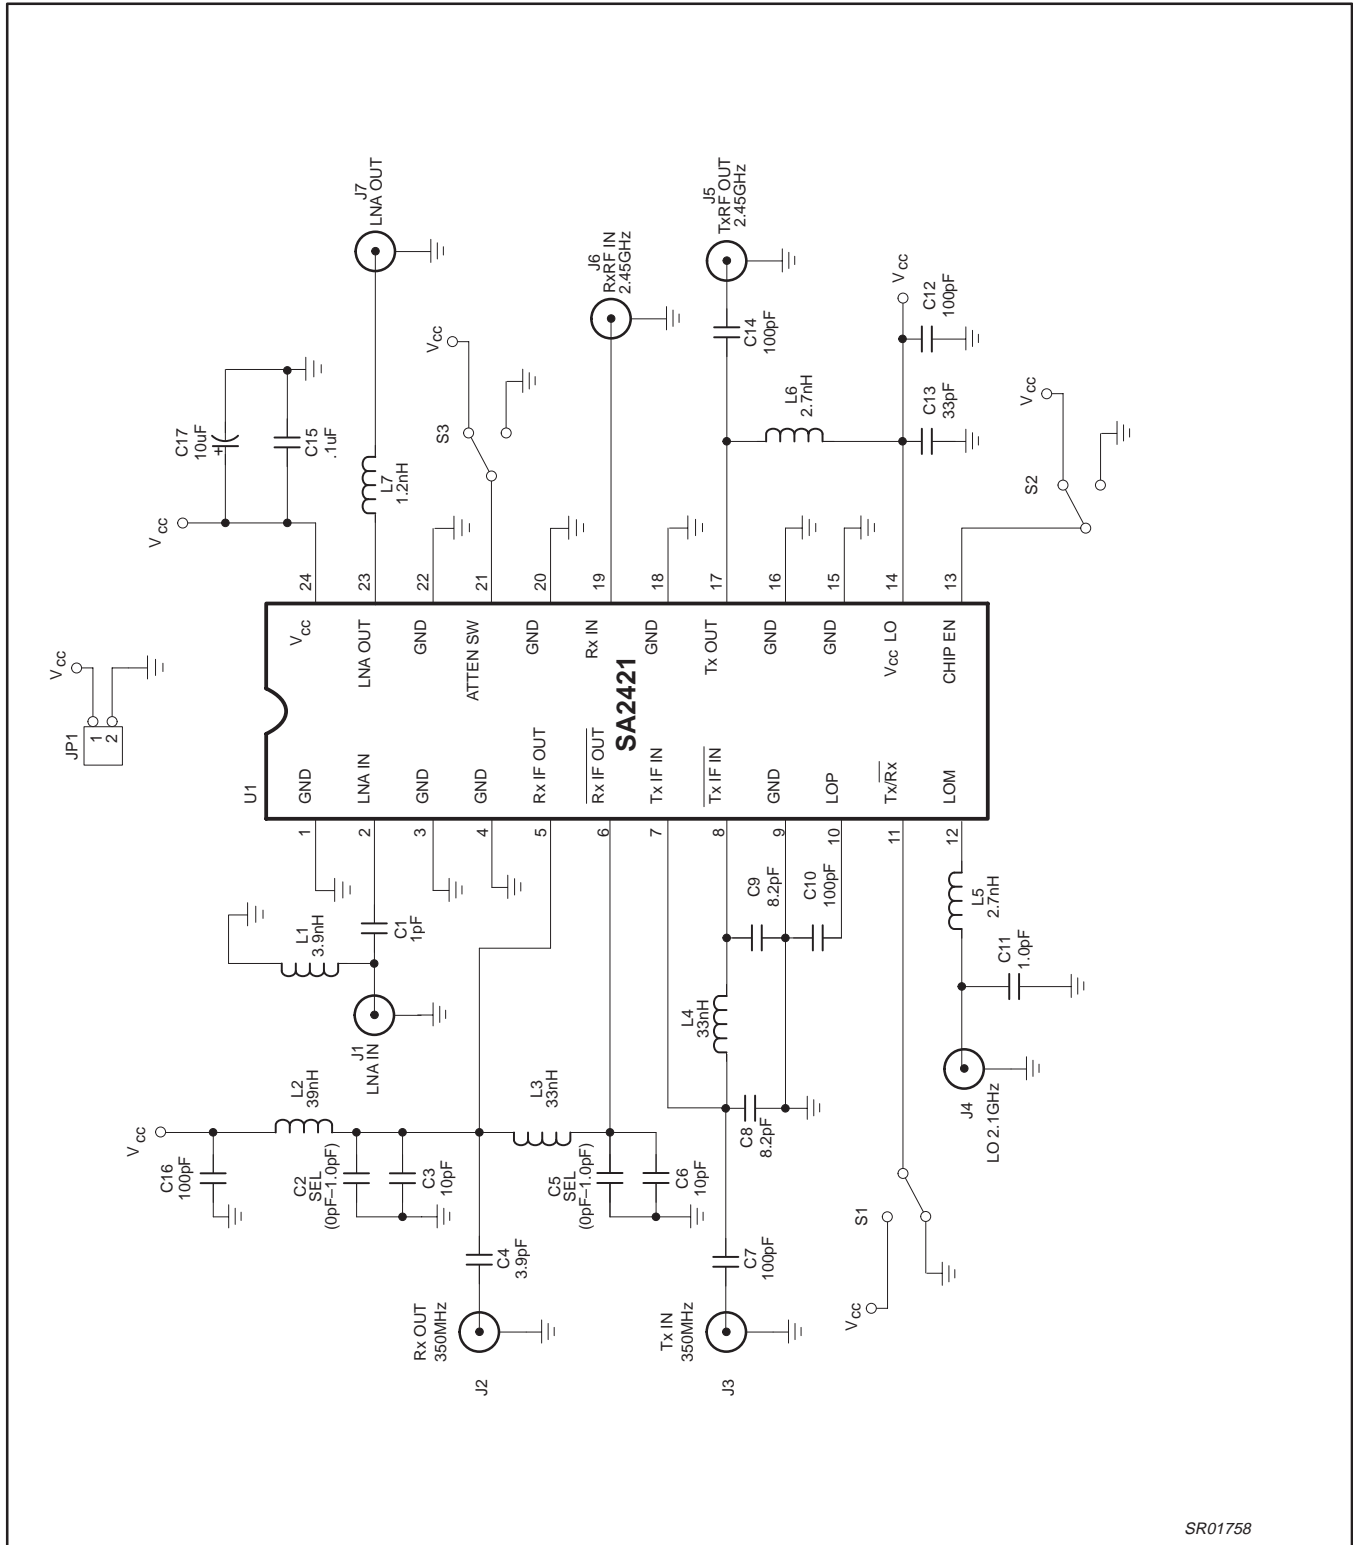 JP1
1
2
Vcc
Vcc
C17
10uF
+
C15
.1uF
J7
LNA OUT
L7
1.2nH
Vcc
S3
J6
RxRF IN
2.45GHz
J5
TxRF OUT
2.45GHz
C14
100pF
L6
2.7nH
Vcc
C12
100pF
C13
33pF
Vcc
S2
24
23
22
21
20
19
18
17
16
15
14
13
Vcc
LNA OUT
GND
ATTEN SW
GND
Rx IN
GND
Tx OUT
GND
GND
Vcc LO
CHIP EN
SA2421
U1
GND
LNA IN
GND
GND
Rx IF OUT
Rx IF OUT
Tx IF IN
Tx IF IN
GND
LOP
Tx/Rx
LOM
1
2
3
4
5
6
7
8
9
10
11
12
L1
3.9nH
C1
1pF
J1
LNA IN
Vcc
C16
100pF
L2
39nH
C2
SEL
(0pF–1.0pF)
C3
10pF
L3
33nH
C5
SEL
(0pF–1.0pF)
C6
10pF
C4
3.9pF
Rx OUT
350MHz
J2
L4
33nH
C9
8.2pF
C10
100pF
C8
8.2pF
C7
100pF
Tx IN
350MHz
J3
L5
2.7nH
C11
1.0pF
J4
LO 2.1GHz
S1
Vcc
SR01758